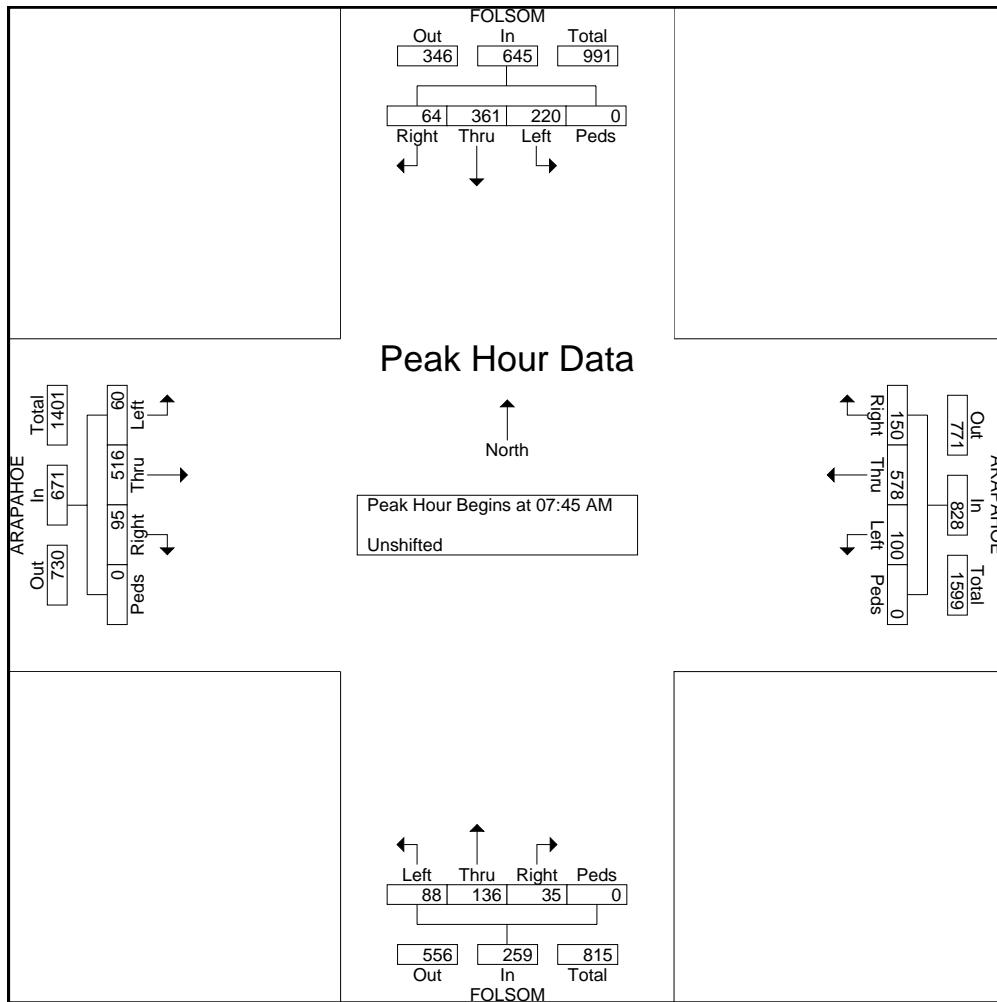 FOLSOM
Out In Total
346 645 991
64 361 220 0
Right Thru Left Peds
Peak Hour Data
North
Peak Hour Begins at 07:45 AM
Unshifted
ARAPAHOE
Out In Total
730 671 1401
60 516 95 0
Left Thru Right Peds
ARAPAHOE
Out In Total
771 828 1599
150 578 100 0
Right Thru Left Peds
Left Thru Right Peds
88 136 35 0
556 259 815
Out In Total
FOLSOM